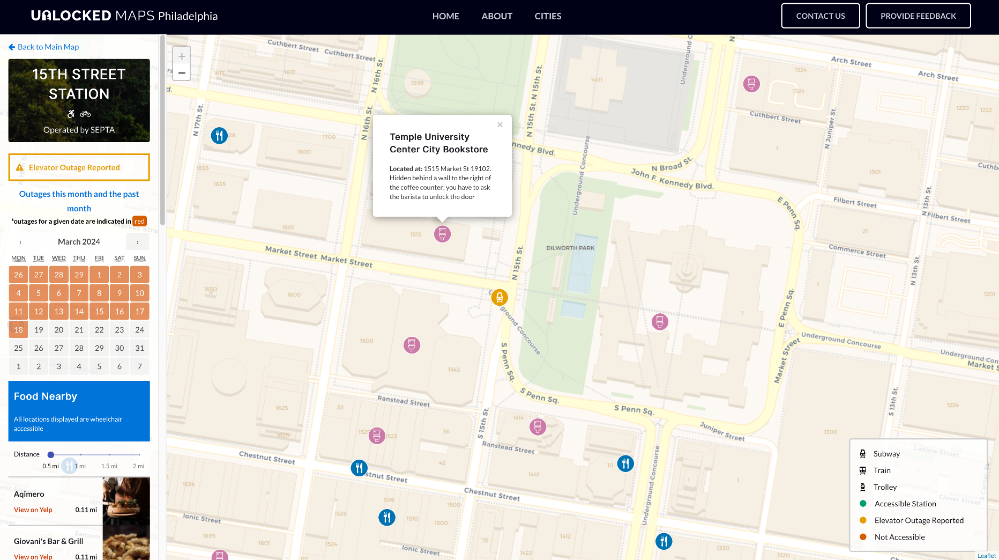 UNLOCKED MAPS Philadelphia
HOME
ABOUT
CITIES
CONTACT US
PROVIDE FEEDBACK
Back to Main Map
15TH STREET
STATION
Operated by SEPTA
Elevator Outage Reported
Outages this month and the past
month
*outages for a given date are indicated in red
‹ March 2024 ›
MON TUE WED THU FRI SAT SUN
26 27 28 29 1 2 3
4 5 6 7 8 9 10
11 12 13 14 15 16 17
18 19 20 21 22 23 24
25 26 27 28 29 30 31
1 2 3 4 5 6 7
Food Nearby
All locations displayed are wheelchair
accessible
Distance
0.5 mi 1 mi 1.5 mi 2 mi
Aqimero
View on Yelp 0.11 mi
Giovani's Bar & Grill
View on Yelp 0.11 mi
+
−
Temple University
Center City Bookstore
×
Located at: 1515 Market St 19102.
Hidden behind a wall to the right of
the coffee counter; you have to ask
the barista to unlock the door
Cuthbert Street
Cuthbert Street
N 16th St.
N 15th St.
N 15th St.
N 17th St.
N 16th St.
Arch Street
Arch Street
Cuthbert Street
N Juniper St.
Underground Concourse
nnedy Blvd.
N Broad St.
John F. Kennedy Blvd.
E Penn Sq.
Filbert Street
Filbert Street
N 13th St.
Commerce Street
N 13th St.
DILWORTH PARK
Market Street
Market Street
N 15th St.
E Penn Sq.
Market Street
Underground Concourse
Underground Con
Market S
S Penn Sq.
S Penn Sq.
S Penn Sq.
Juniper Street
S 13th St.
Ranstead Street
Ranstead Street
S 15th St.
Chestnut Street
stnut Street
Chestnut Street
Underground Concourse
Ionic Street
Ionic Street
1617
1617
1599
1401
1324
1324
1230
1222
28
1700
1600
1635
1635
1601
1515
1301
21
1
1
1650
1600
1500
1542
1
1
1201
1234
1625
1625
33
1523
36
42
1414
1441
10
1
1
1300
1624
1516
1528
1510
1500
1500
1695
1601
1524
111
1412
1422
1330
1320
Subway
Train
Trolley
Accessible Station
Elevator Outage Reported
Not Accessible
Leaflet